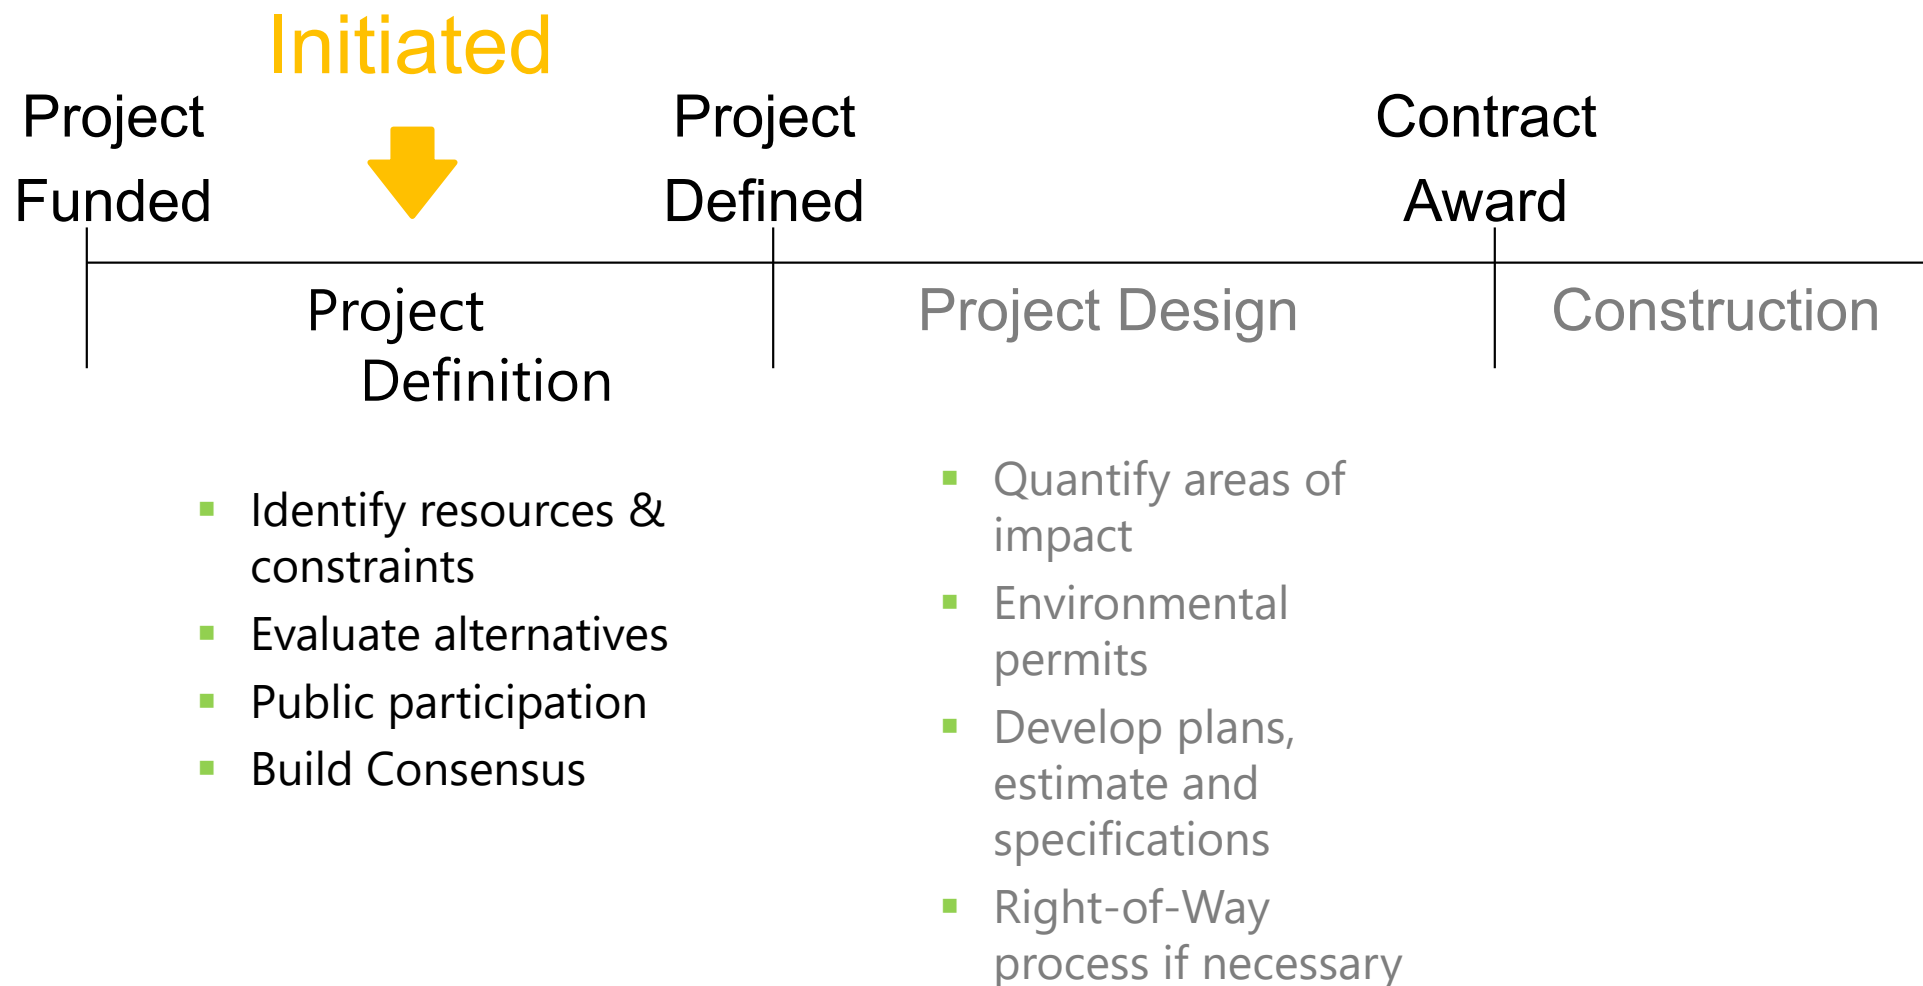 Initiated
Project
Funded
Project
Defined
Contract
Award
Project
Definition
Project Design
Construction
Identify resources &
constraints
Evaluate alternatives
Public participation
Build Consensus
Quantify areas of
impact
Environmental
permits
Develop plans,
estimate and
specifications
Right-of-Way
process if necessary